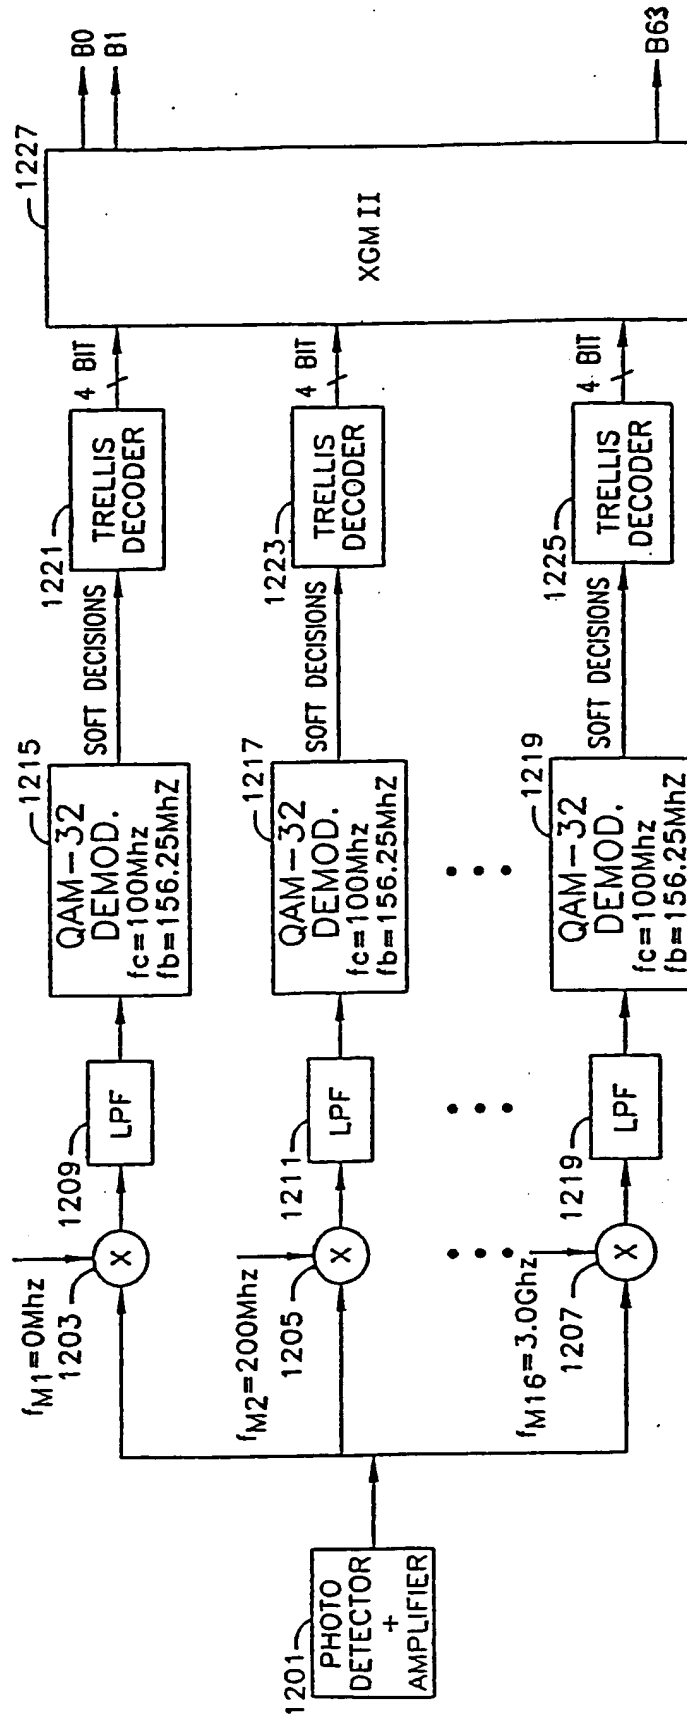 1201
PHOTO
DETECTOR
+
AMPLIFIER
fM1=0Mhz
1203
X
1209
LPF
1215
QAM-32
DEMOD.
fc=100Mhz
fb=156.25MhZ
SOFT DECISIONS
1221
TRELLIS
DECODER
4 BIT
fM2=200Mhz
1205
X
1211
LPF
1217
QAM-32
DEMOD.
fc=100Mhz
fb=156.25MhZ
SOFT DECISIONS
1223
TRELLIS
DECODER
4 BIT
fM16=3.0Ghz
1207
X
1219
LPF
1219
QAM-32
DEMOD.
fc=100Mhz
fb=156.25MhZ
SOFT DECISIONS
1225
TRELLIS
DECODER
4 BIT
1227
XGMII
B0
B1
B63